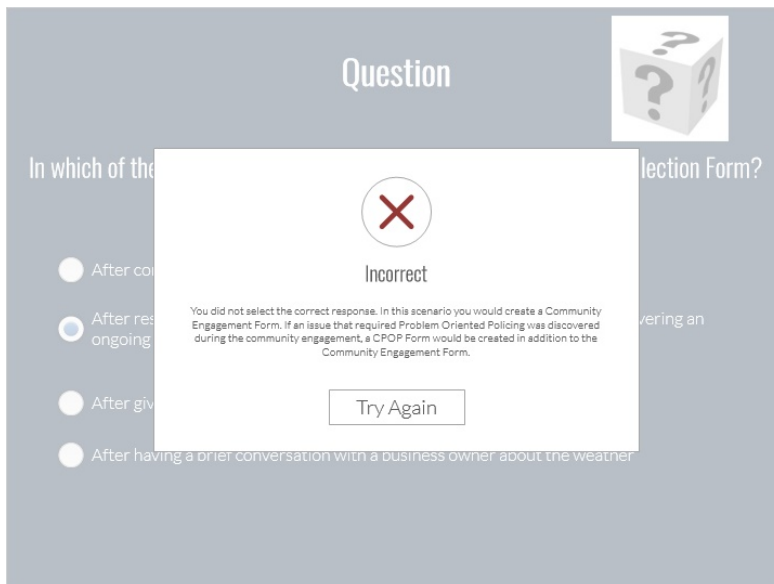 Question
In which of the
lection Form?
Incorrect
You did not select the correct response. In this scenario you would create a Community
Engagement Form. If an issue that required Problem Oriented Policing was discovered
during the community engagement, a CPOP Form would be created in addition to the
Community Engagement Form.
Try Again
After
After
vering an
ongoing
After
After having a brief conversation with a business owner about the weather